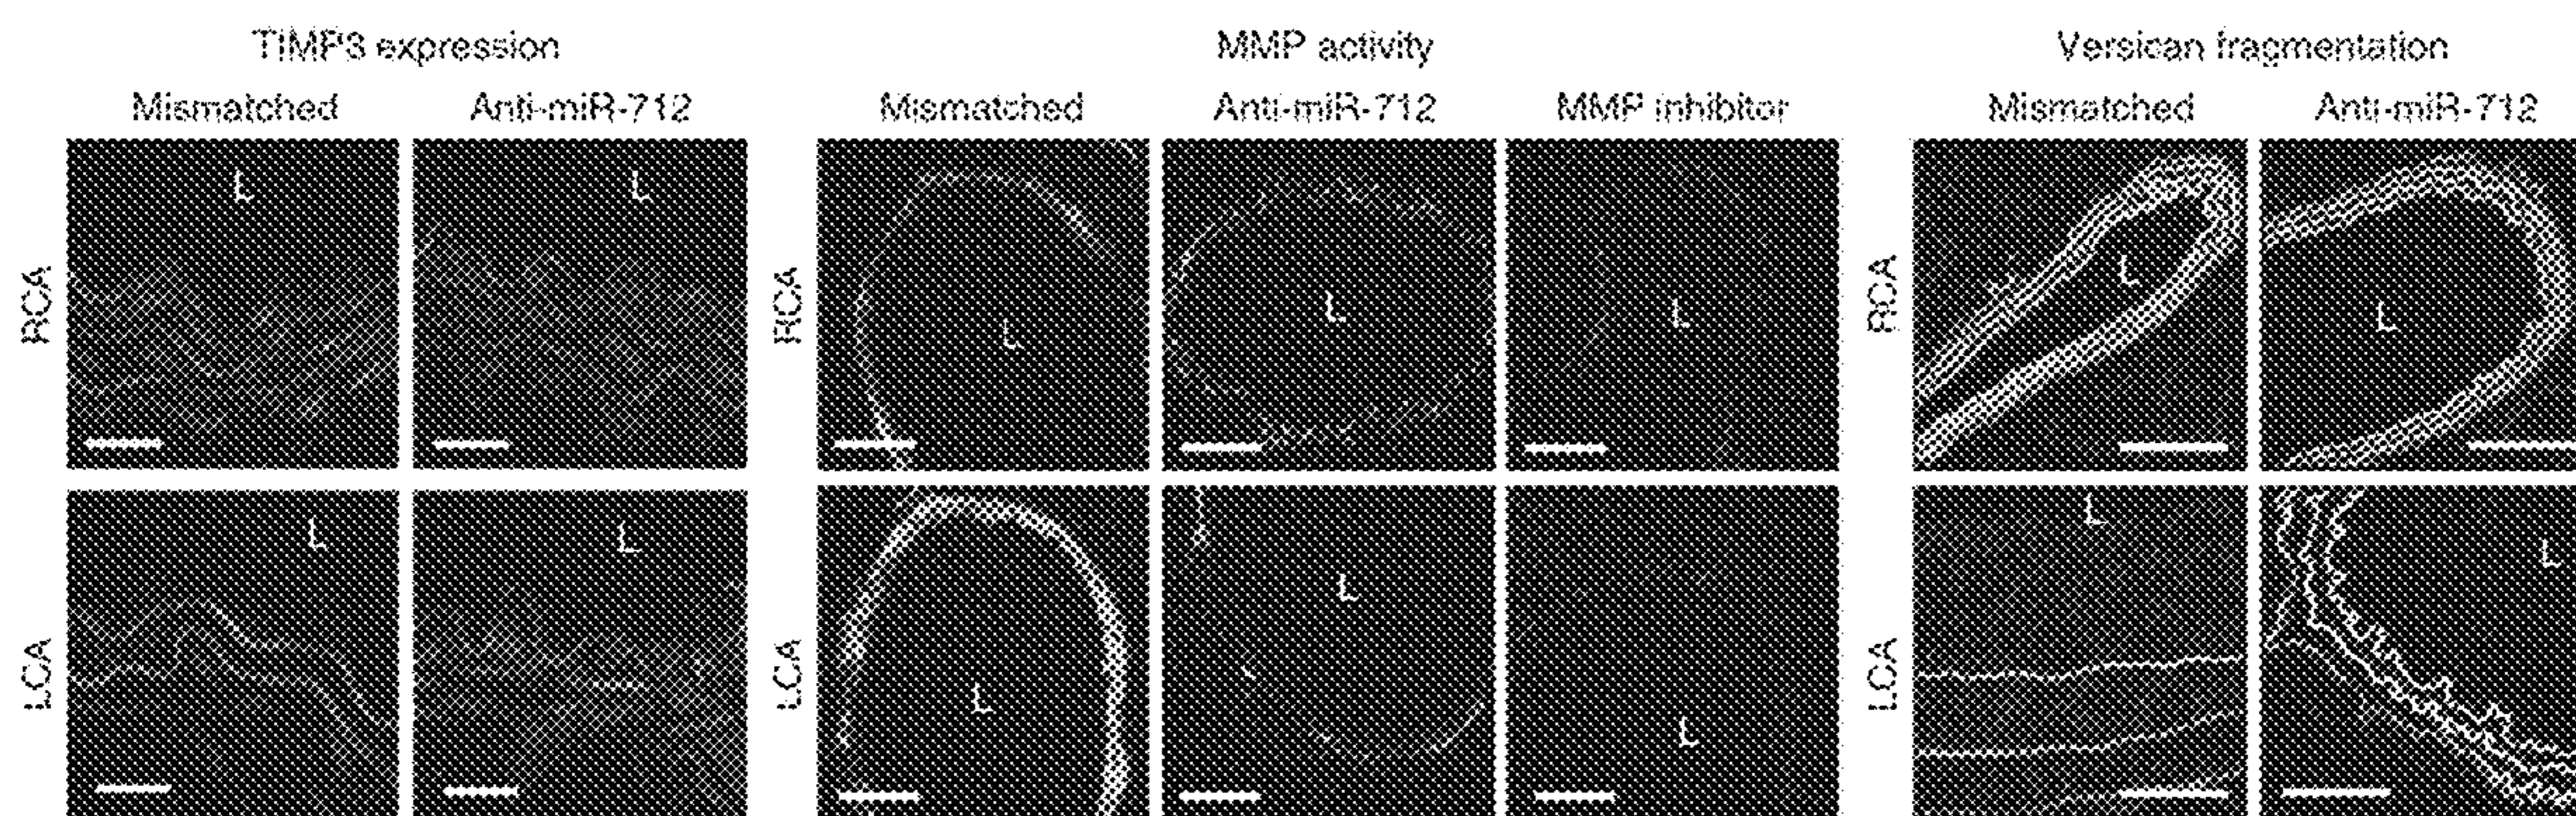 TIMP3 expression MMP activity Versican fragmentation
Mismatched Anti-miR-712 Mismatched Anti-miR-712 MMP inhibitor Mismatched Anti-miR-712
RCA L L RCA L L L RCA L L
LCA L L LCA L L L LCA L L